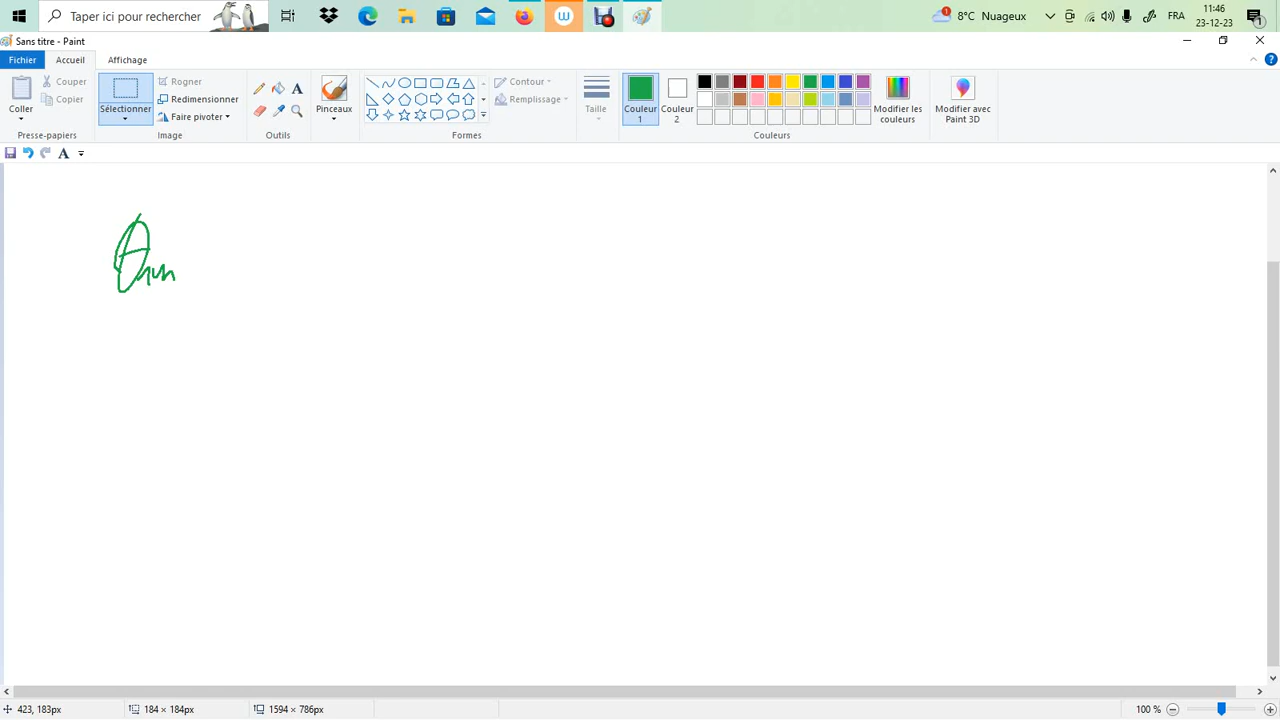 Taper ici pour rechercher
8°C Nuageux
FRA
11:46
23-12-23
1
Sans titre - Paint
Fichier
Accueil
Affichage
Coller
Couper
Copier
Presse-papiers
Sélectionner
Rogner
Redimensionner
Faire pivoter
Image
A
Outils
Pinceaux
Contour
Remplissage
Formes
Taille
Couleur
1
Couleur
2
Modifier les
couleurs
Couleurs
Modifier avec
Paint 3D
A
423, 183px
184 × 184px
1594 × 786px
100 %